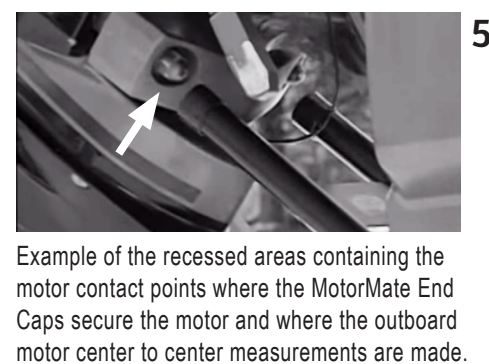 5
Example of the recessed areas containing the
motor contact points where the MotorMate End
Caps secure the motor and where the outboard
motor center to center measurements are made.